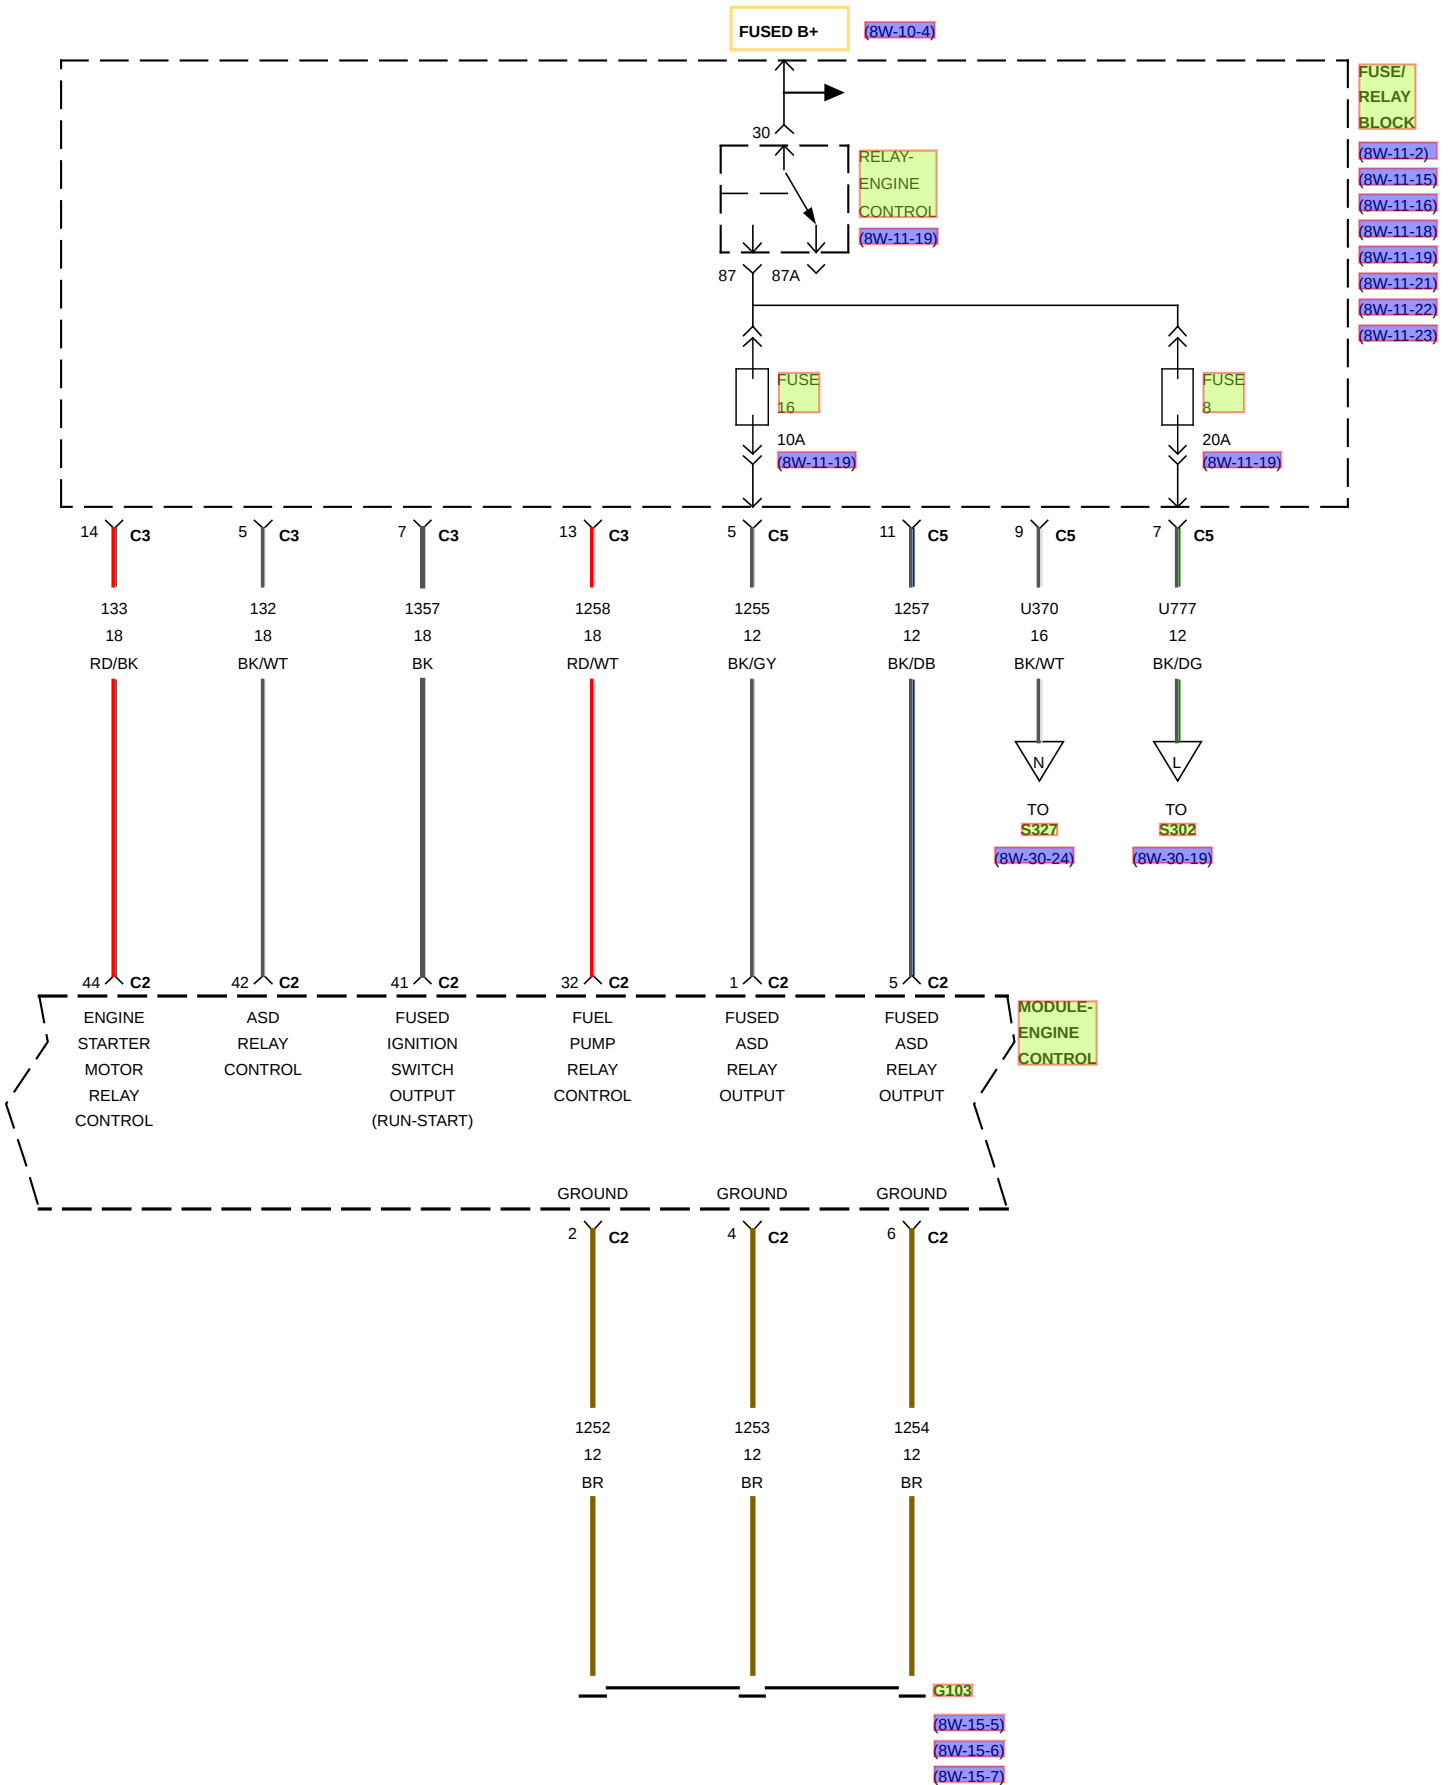 FUSED B+ (8W-10-4)
FUSE/
RELAY
BLOCK
(8W-11-2)
(8W-11-15)
(8W-11-16)
(8W-11-18)
(8W-11-19)
(8W-11-21)
(8W-11-22)
(8W-11-23)
30
RELAY-
ENGINE
CONTROL
(8W-11-19)
87 87A
FUSE
16
10A
(8W-11-19)
FUSE
8
20A
(8W-11-19)
14 C3 5 C3 7 C3 13 C3 5 C5 11 C5 9 C5 7 C5
133 132 1357 1258 1255 1257 U370 U777
18 18 18 18 12 12 16 12
RD/BK BK/WT BK RD/WT BK/GY BK/DB BK/WT BK/DG
N L
TO TO
S327 S302
(8W-30-24) (8W-30-19)
44 C2 42 C2 41 C2 32 C2 1 C2 5 C2
MODULE-
ENGINE
CONTROL
ENGINE
STARTER
MOTOR
RELAY
CONTROL
ASD
RELAY
CONTROL
FUSED
IGNITION
SWITCH
OUTPUT
(RUN-START)
FUEL
PUMP
RELAY
CONTROL
FUSED
ASD
RELAY
OUTPUT
FUSED
ASD
RELAY
OUTPUT
GROUND GROUND GROUND
2 C2 4 C2 6 C2
1252 1253 1254
12 12 12
BR BR BR
G103
(8W-15-5)
(8W-15-6)
(8W-15-7)